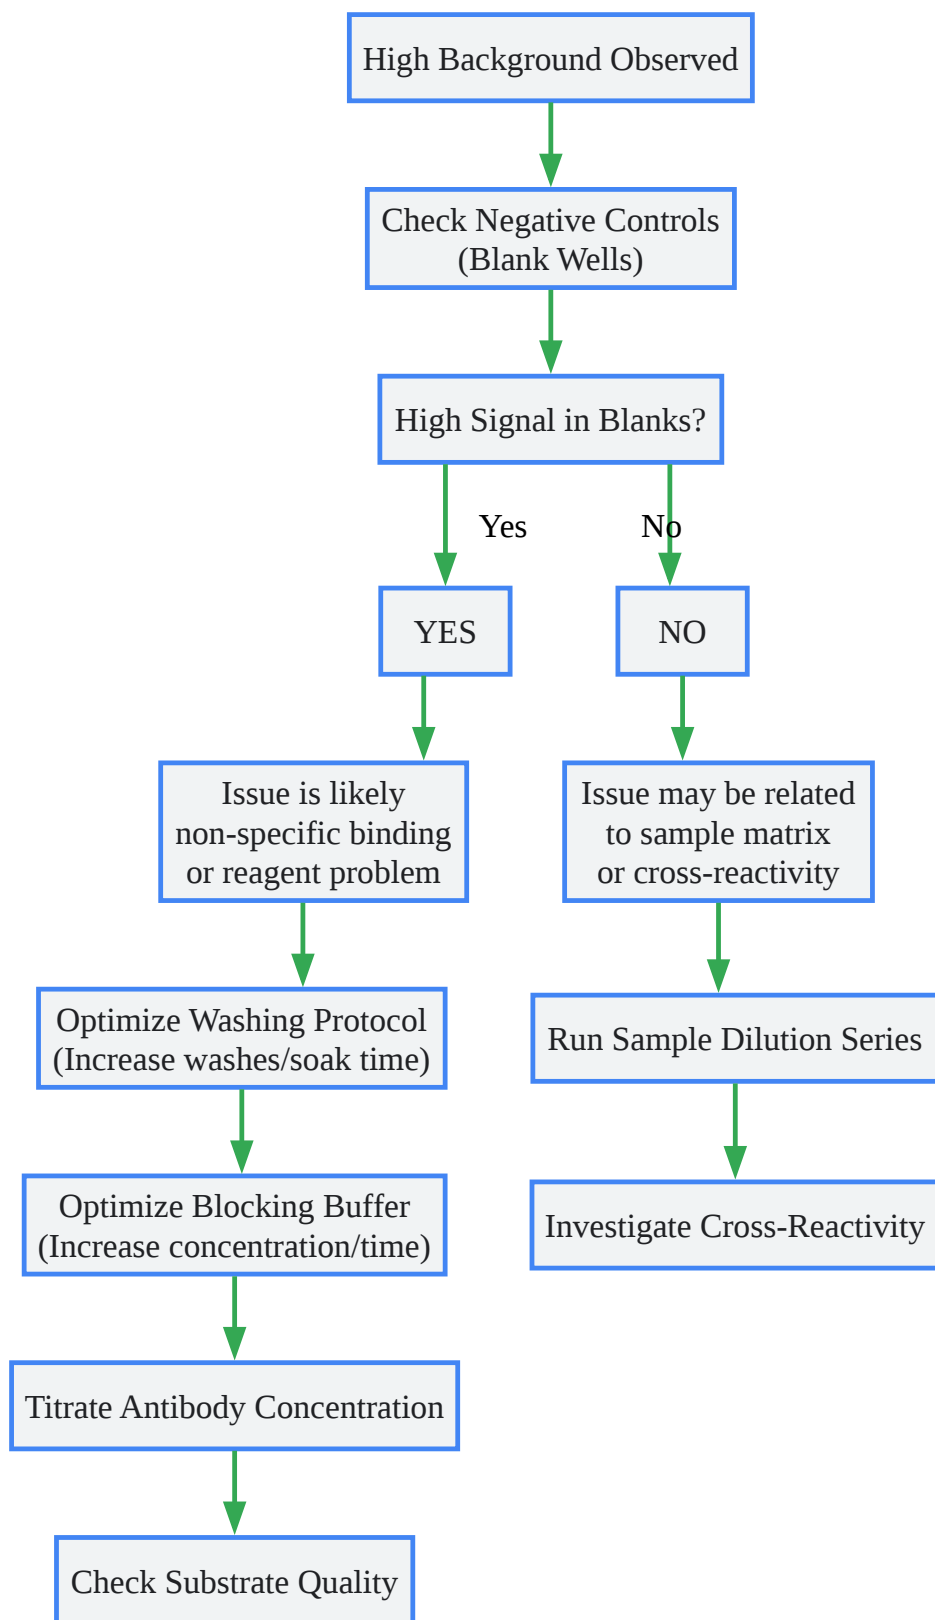 High Background Observed
Check Negative Controls
(Blank Wells)
High Signal in Blanks?
Yes
No
YES
NO
Issue is likely
non-specific binding
or reagent problem
Issue may be related
to sample matrix
or cross-reactivity
Optimize Washing Protocol
(Increase washes/soak time)
Run Sample Dilution Series
Optimize Blocking Buffer
(Increase concentration/time)
Investigate Cross-Reactivity
Titrate Antibody Concentration
Check Substrate Quality